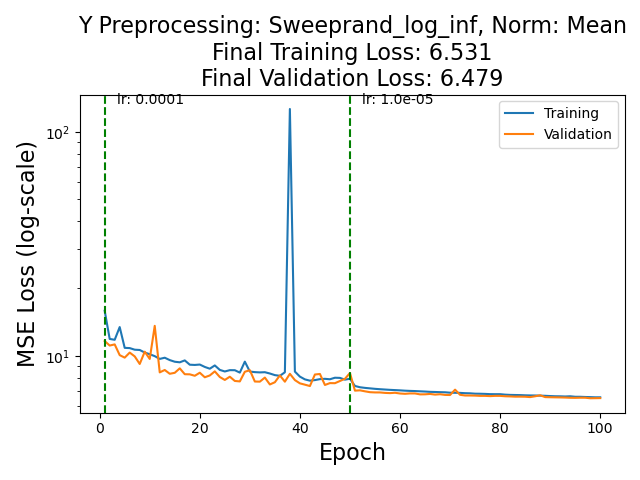 Y Preprocessing: Sweeprand_log_inf, Norm: Mean
Final Training Loss: 6.531
Final Validation Loss: 6.479
lr: 0.0001
lr: 1.0e-05
Training
Validation
10²
10¹
MSE Loss (log-scale)
0
20
40
60
80
100
Epoch